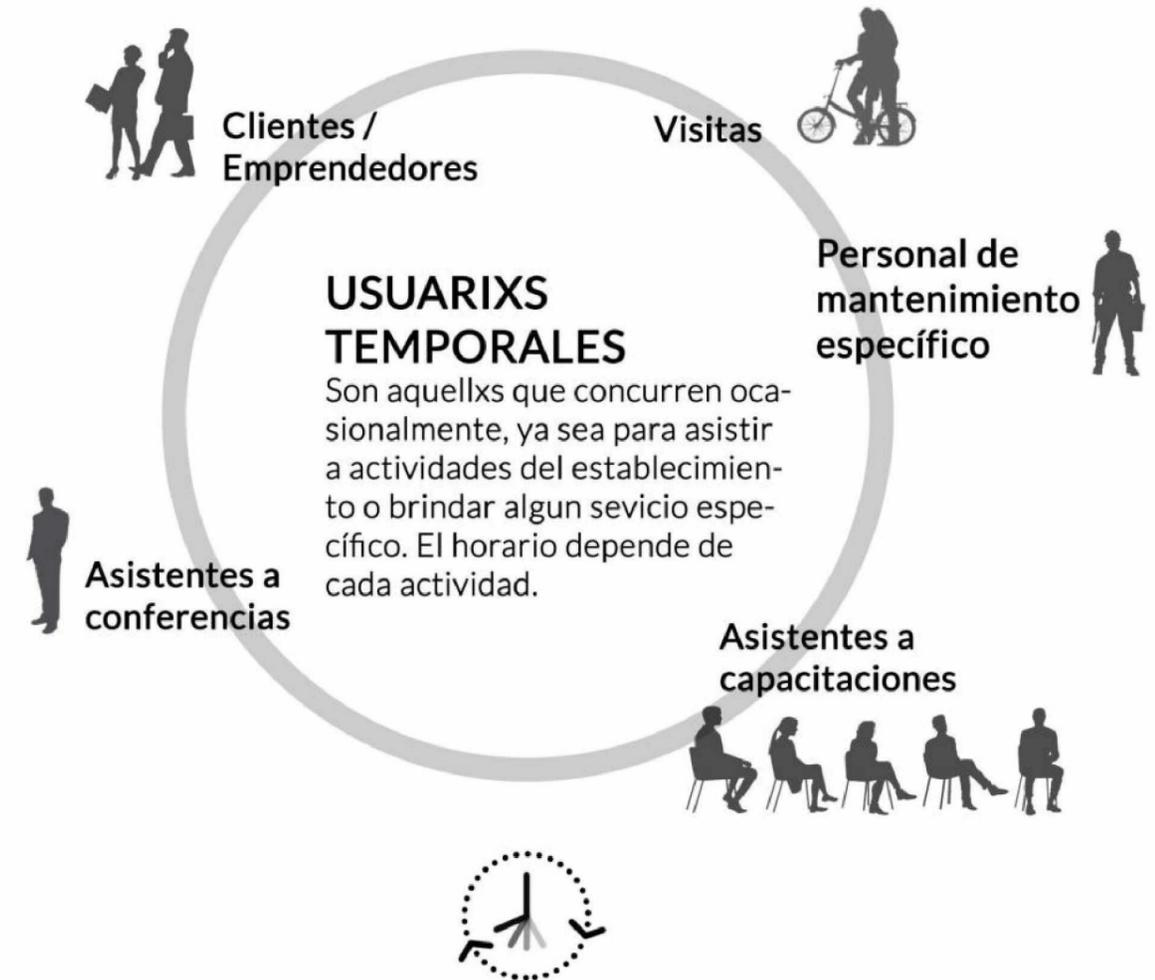 Clientes /
Emprendedores
Visitas
Personal de
mantenimiento
específico
USUARIXS
TEMPORALES
Son aquellxs que concurren oca-
sionalmente, ya sea para asistir
a actividades del establecimien-
to o brindar algun sevicio espe-
cífico. El horario depende de
cada actividad.
Asistentes a
conferencias
Asistentes a
capacitaciones